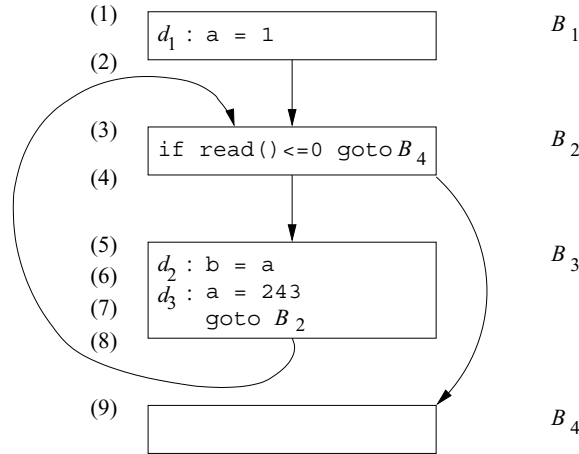 (1)
d1 : a = 1
B1
(2)
(3)
if read()<=0 goto B4
B2
(4)
(5)
d2 : b = a
B3
(6)
d3 : a = 243
(7)
goto B2
(8)
(9)
B4